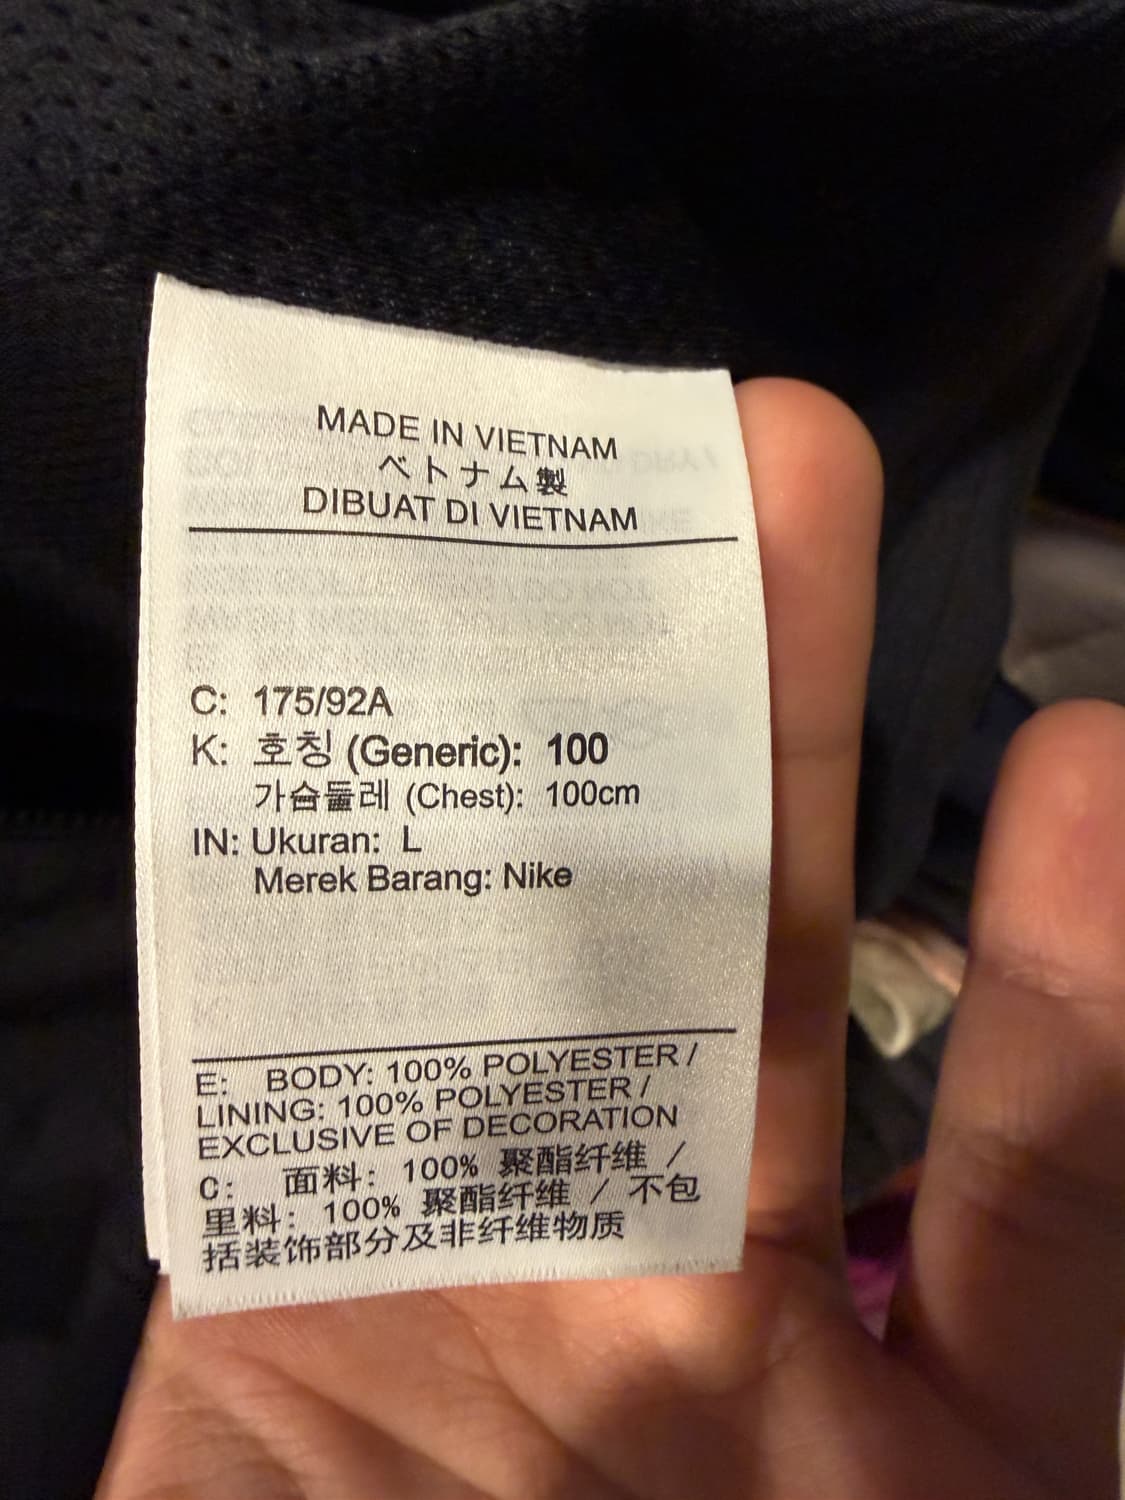 MADE IN VIETNAM
ベトナム製
DIBUAT DI VIETNAM
C: 175/92A
K: 호칭 (Generic): 100
가슴둘레 (Chest): 100cm
IN: Ukuran: L
Merek Barang: Nike
E: BODY: 100% POLYESTER /
LINING: 100% POLYESTER /
EXCLUSIVE OF DECORATION
C: 面料: 100% 聚酯纤维 /
里料: 100% 聚酯纤维 / 不包
括装饰部分及非纤维物质